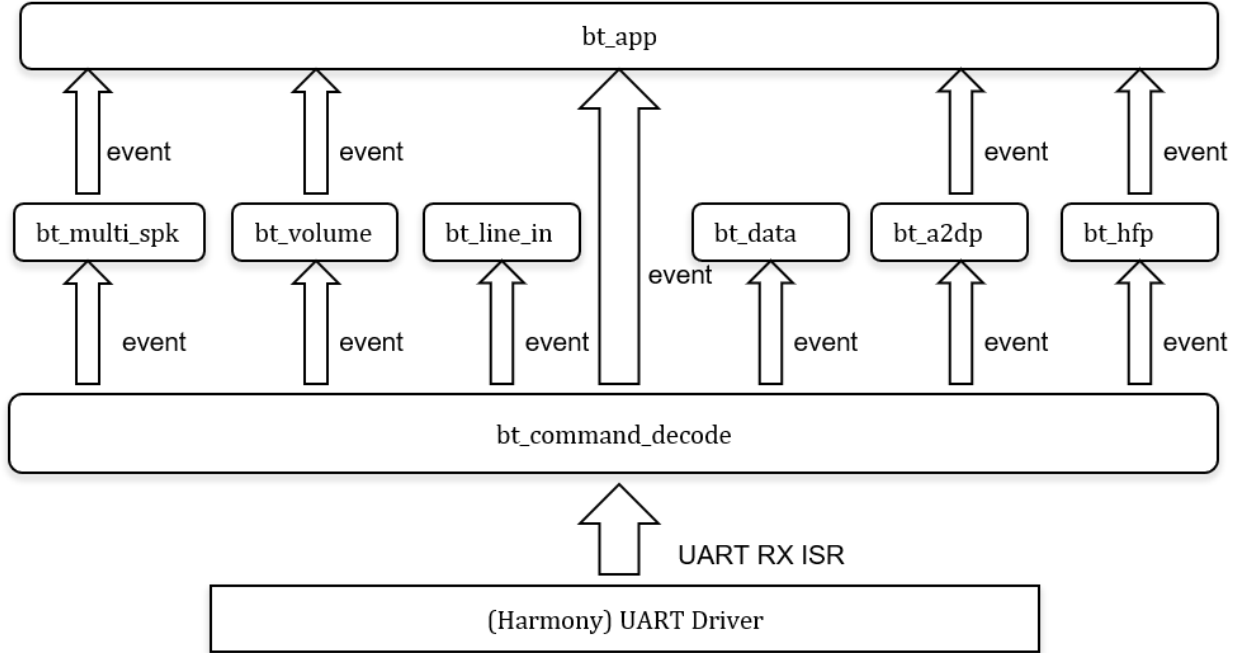 bt_app
event
event
event
event
bt_multi_spk
bt_volume
bt_line_in
bt_data
bt_a2dp
bt_hfp
event
event
event
event
event
event
event
bt_command_decode
UART RX ISR
(Harmony) UART Driver